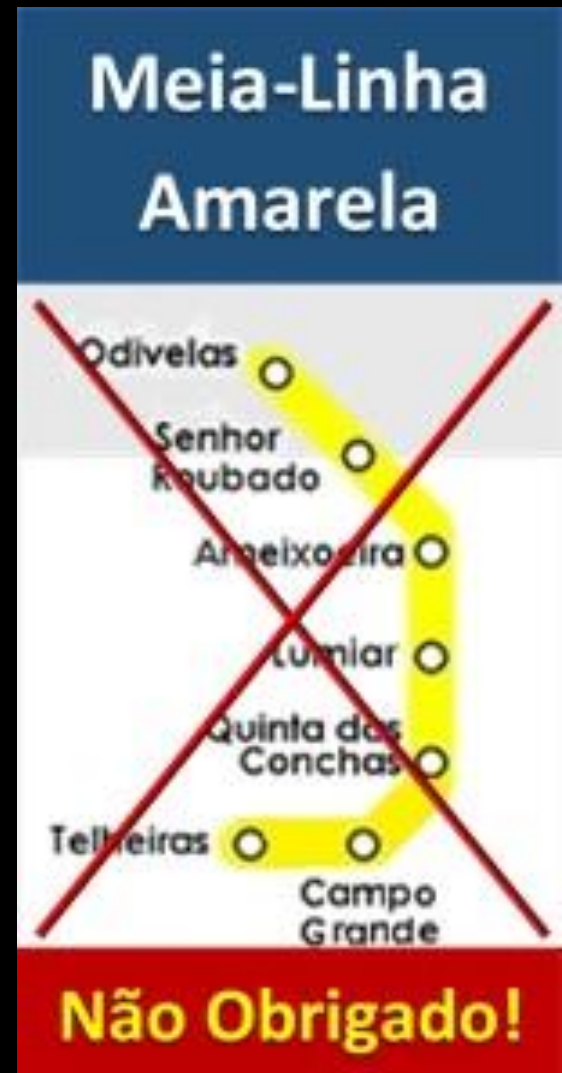 Meia-Linha
Amarela
Odivelas
Senhor
Roubado
Ameixoeira
Lumiar
Quinta das
Conchas
Telheiras
Campo
Grande
Não Obrigado!